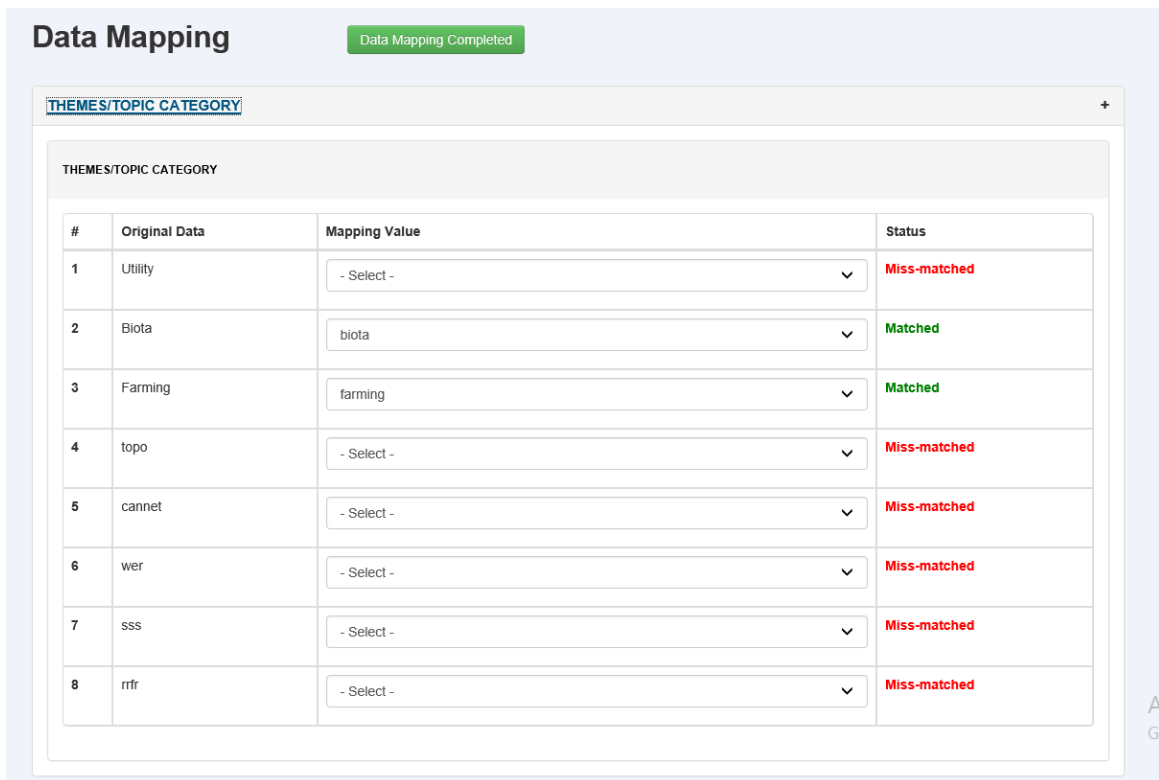 Data Mapping Data Mapping Completed
THEMES/TOPIC CATEGORY +
THEMES/TOPIC CATEGORY
# Original Data Mapping Value Status
1 Utility - Select - Miss-matched
2 Biota biota Matched
3 Farming farming Matched
4 topo - Select - Miss-matched
5 cannet - Select - Miss-matched
6 wer - Select - Miss-matched
7 sss - Select - Miss-matched
8 rrfr - Select - Miss-matched
A
G